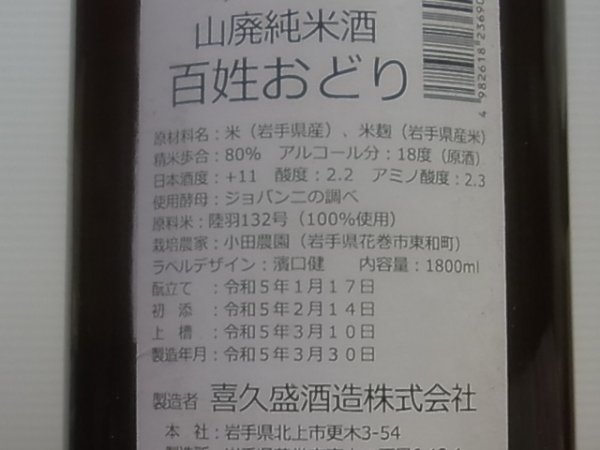 山廃純米酒
百姓おどり
原材料名：米（岩手県産）、米麹（岩手県産米）
精米歩合：80%　アルコール分：18度（原酒）
日本酒度：+11　酸度：2.2　アミノ酸度：2.3
使用酵母：ジョバンニの調べ
原料米：陸羽132号（100%使用）
栽培農家：小田農園（岩手県花巻市東和町）
ラベルデザイン：濱口健　内容量：1800ml
酛立て　：令和５年１月１７日
初　添　：令和５年２月１４日
上　槽　：令和５年３月１０日
製造年月：令和５年３月３０日
製造者　喜久盛酒造株式会社
本　社：岩手県北上市更木3-54